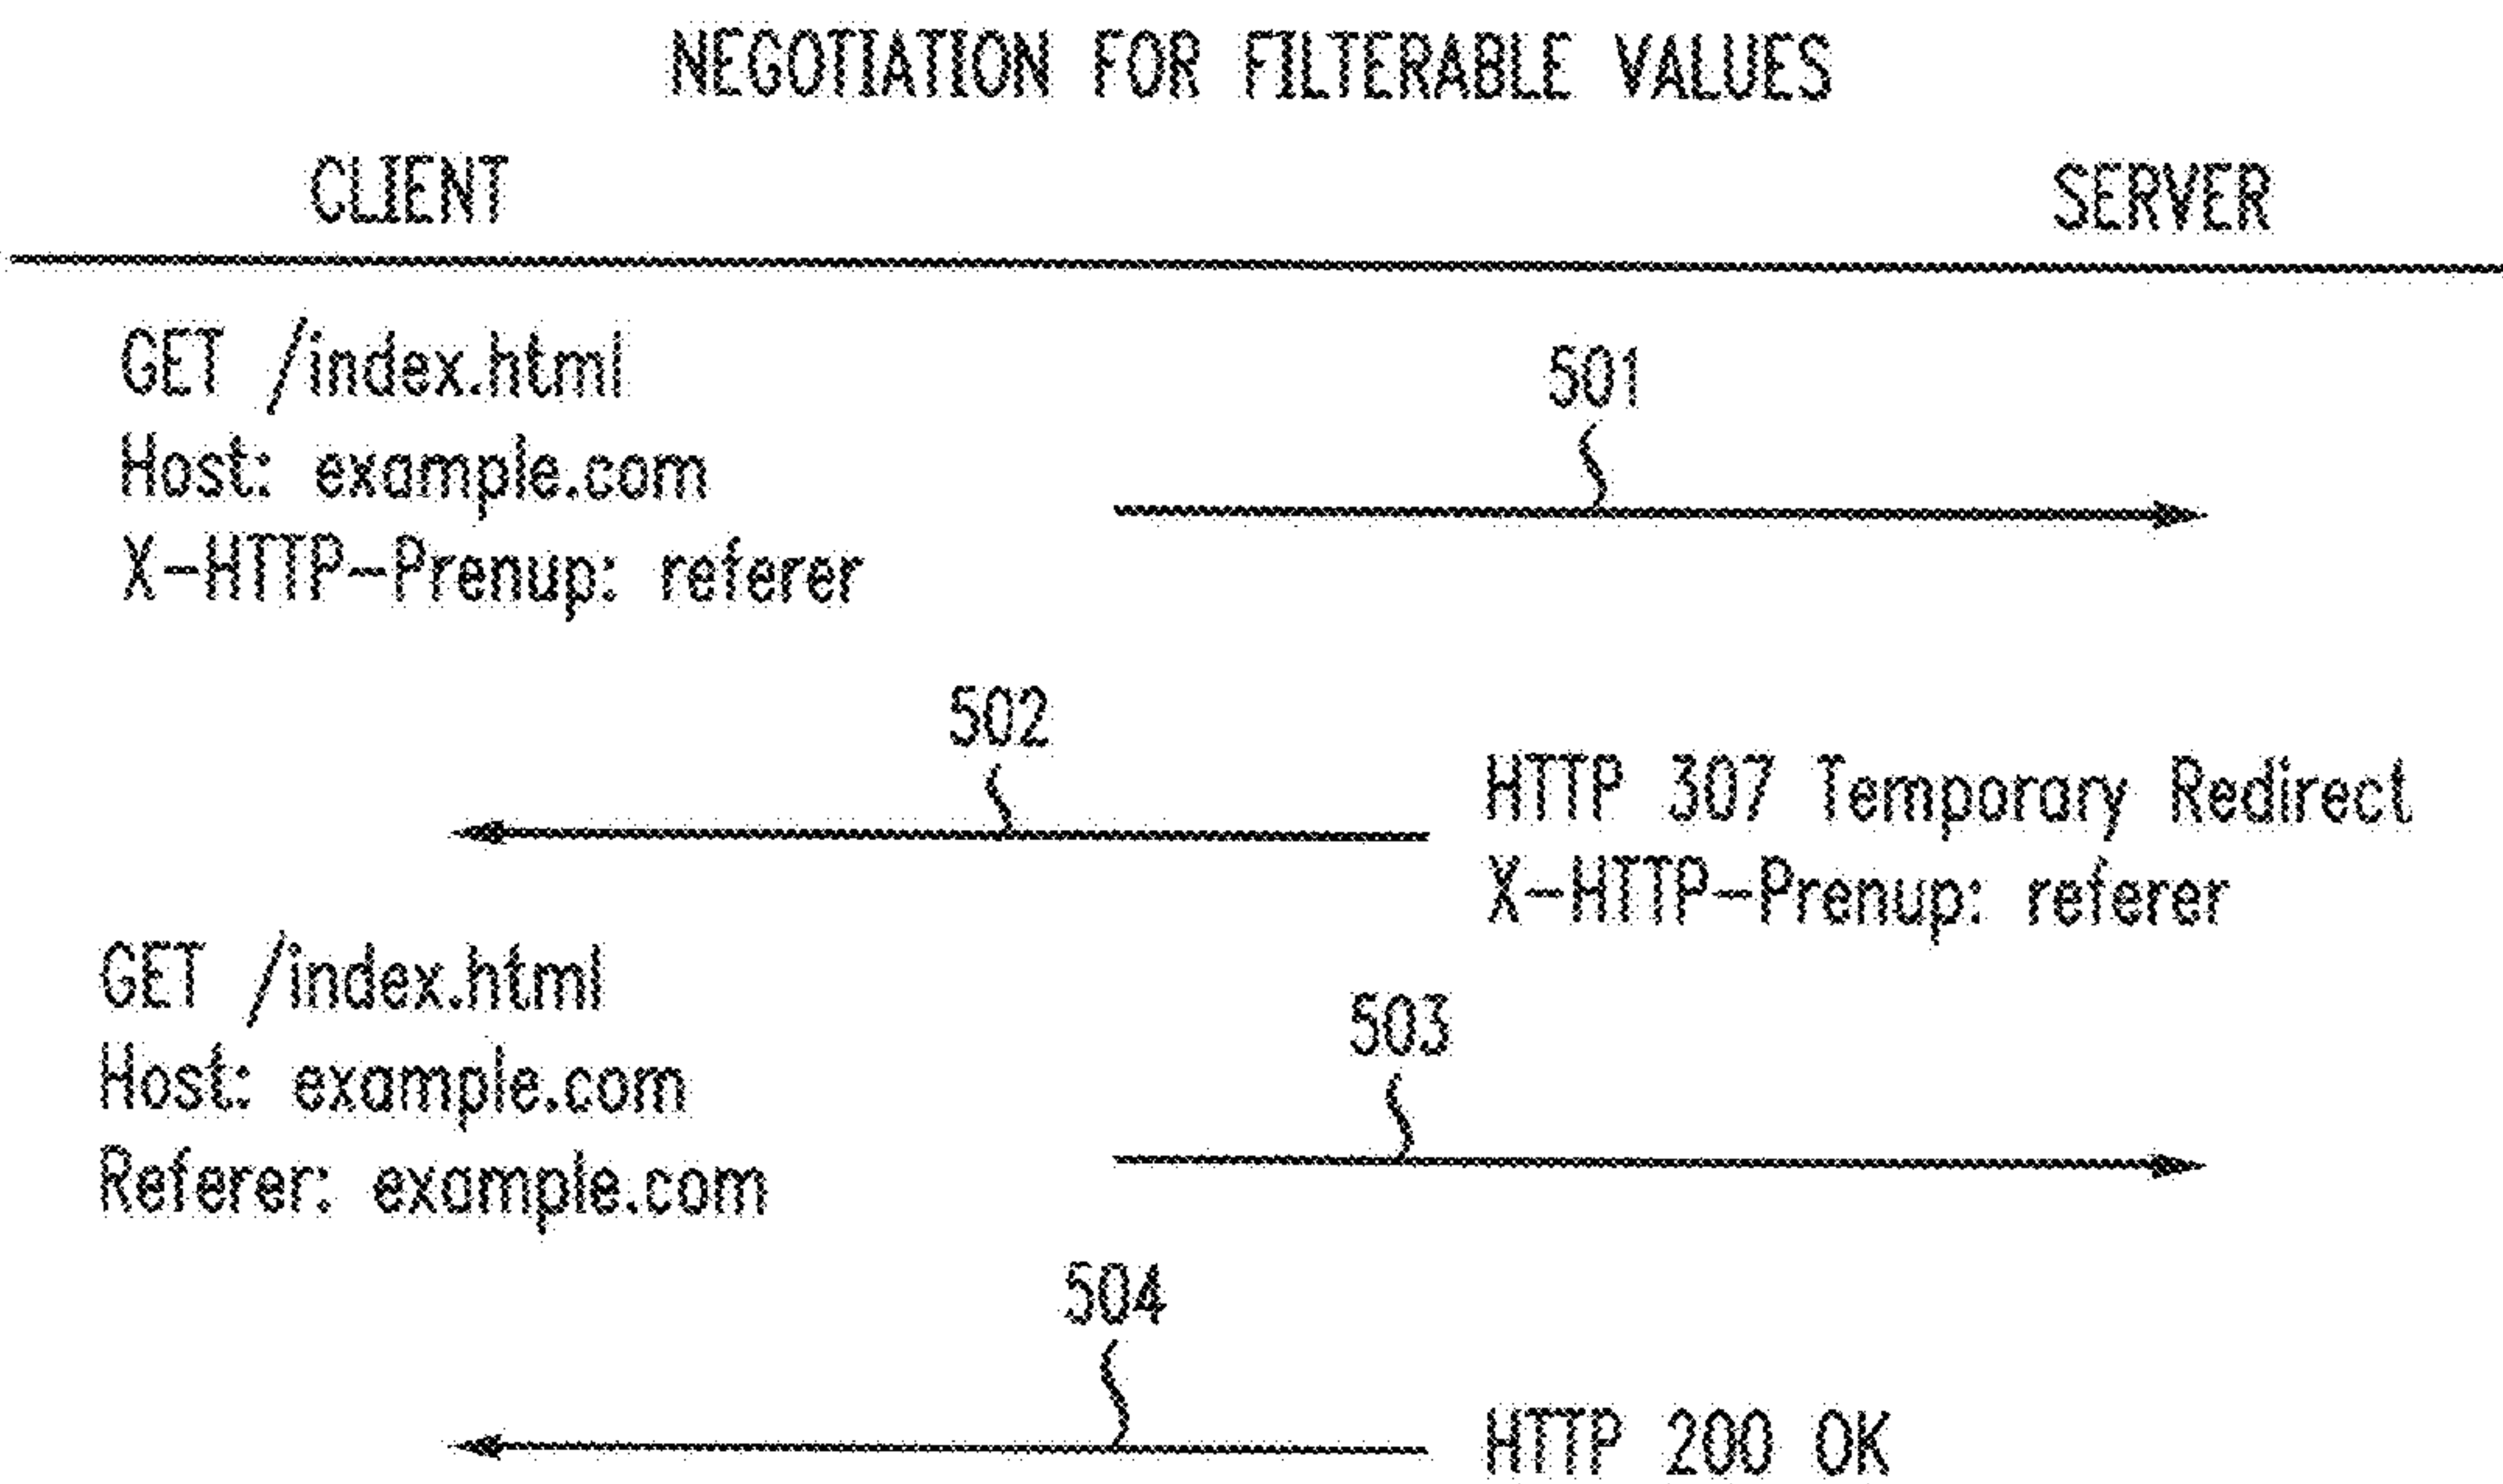 NEGOTIATION FOR FILTERABLE VALUES
CLIENT
SERVER
GET /index.html
Host: example.com
X-HTTP-Prenup: referer
501
502
HTTP 307 Temporary Redirect
X-HTTP-Prenup: referer
GET /index.html
Host: example.com
Referer: example.com
503
504
HTTP 200 OK